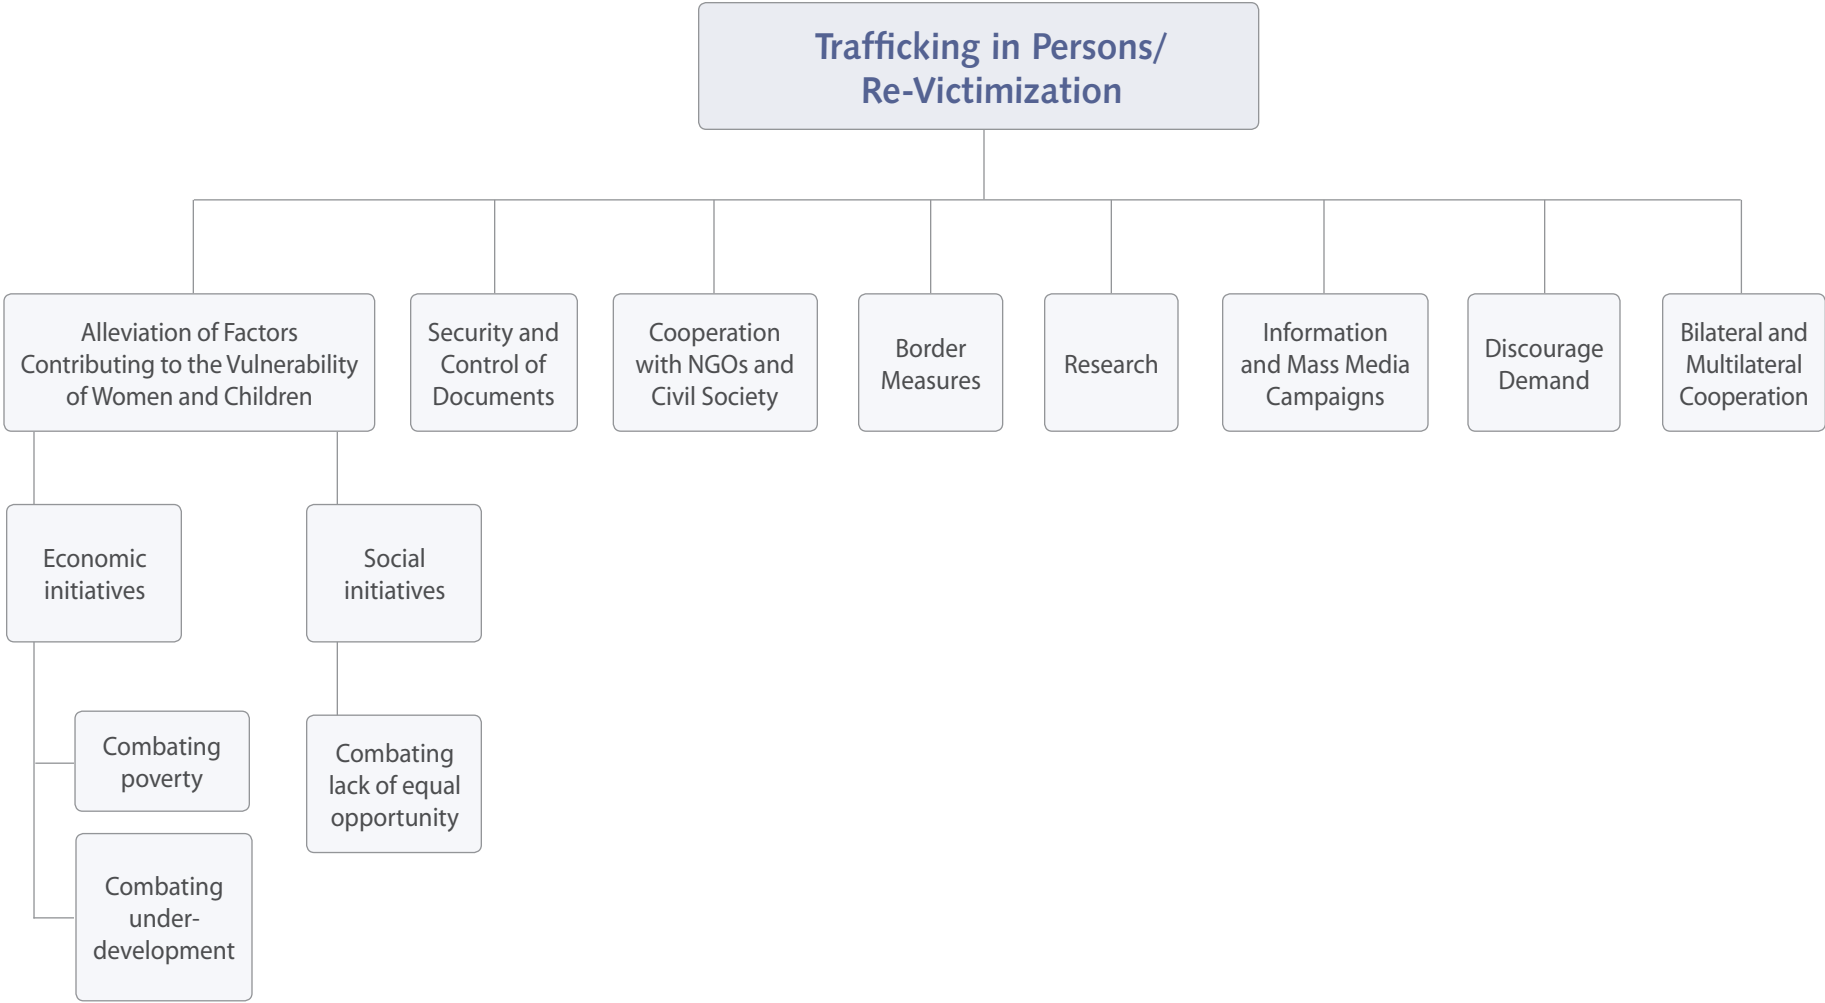 Trafficking in Persons/
Re-Victimization
Alleviation of Factors
Contributing to the Vulnerability
of Women and Children
Security and
Control of
Documents
Cooperation
with NGOs and
Civil Society
Border
Measures
Research
Information
and Mass Media
Campaigns
Discourage
Demand
Bilateral and
Multilateral
Cooperation
Economic
initiatives
Social
initiatives
Combating
poverty
Combating
under-
development
Combating
lack of equal
opportunity